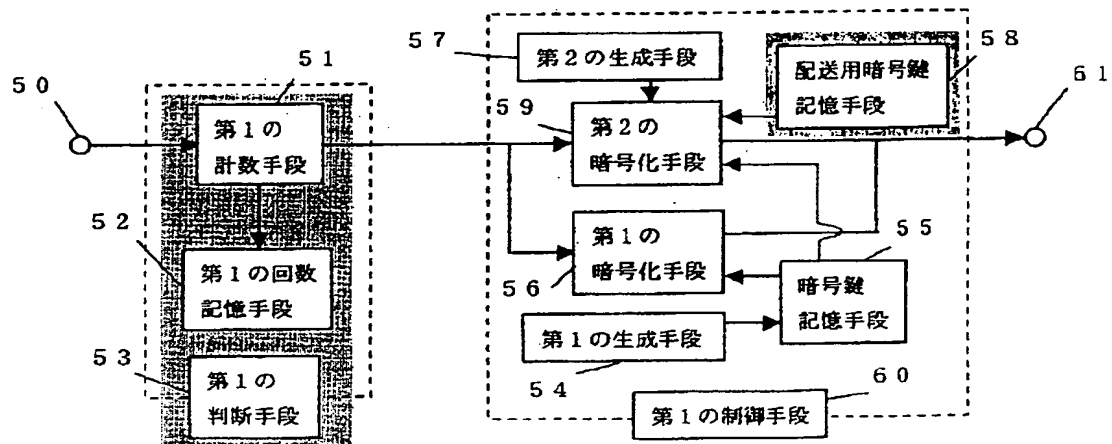 ５０
５１
第１の
計数手段
５２
第１の回数
記憶手段
５３
第１の
判断手段
５７
第２の生成手段
５８
配送用暗号鍵
記憶手段
５９
第２の
暗号化手段
６１
第１の
暗号化手段
５６
５５
暗号鍵
記憶手段
第１の生成手段
５４
６０
第１の制御手段